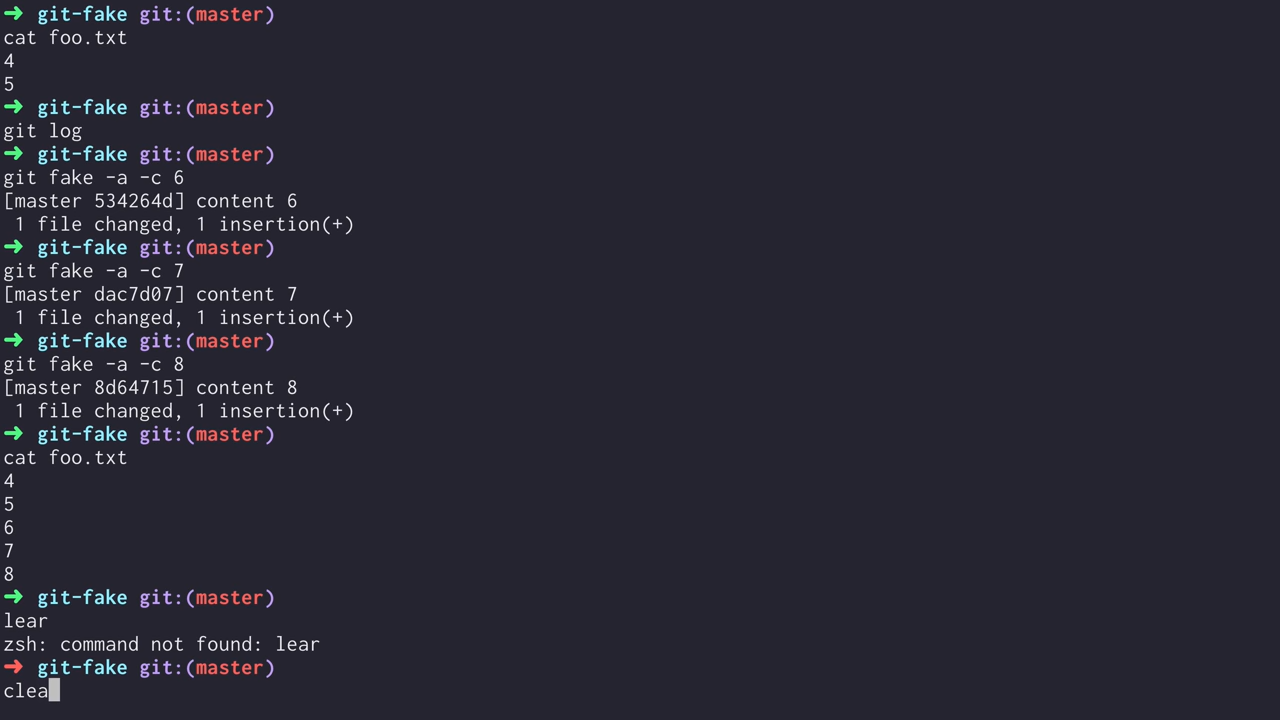 ➜ git-fake git:(master)
cat foo.txt
4
5
➜ git-fake git:(master)
git log
➜ git-fake git:(master)
git fake -a -c 6
[master 534264d] content 6
 1 file changed, 1 insertion(+)
➜ git-fake git:(master)
git fake -a -c 7
[master dac7d07] content 7
 1 file changed, 1 insertion(+)
➜ git-fake git:(master)
git fake -a -c 8
[master 8d64715] content 8
 1 file changed, 1 insertion(+)
➜ git-fake git:(master)
cat foo.txt
4
5
6
7
8
➜ git-fake git:(master)
lear
zsh: command not found: lear
➜ git-fake git:(master)
clea